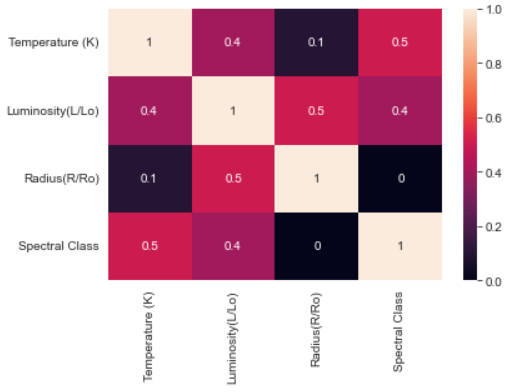 Temperature (K) 1 0.4 0.1 0.5
Luminosity(L/Lo) 0.4 1 0.5 0.4
Radius(R/Ro) 0.1 0.5 1 0
Spectral Class 0.5 0.4 0 1
Temperature (K)
Luminosity(L/Lo)
Radius(R/Ro)
Spectral Class
1.0
0.8
0.6
0.4
0.2
0.0